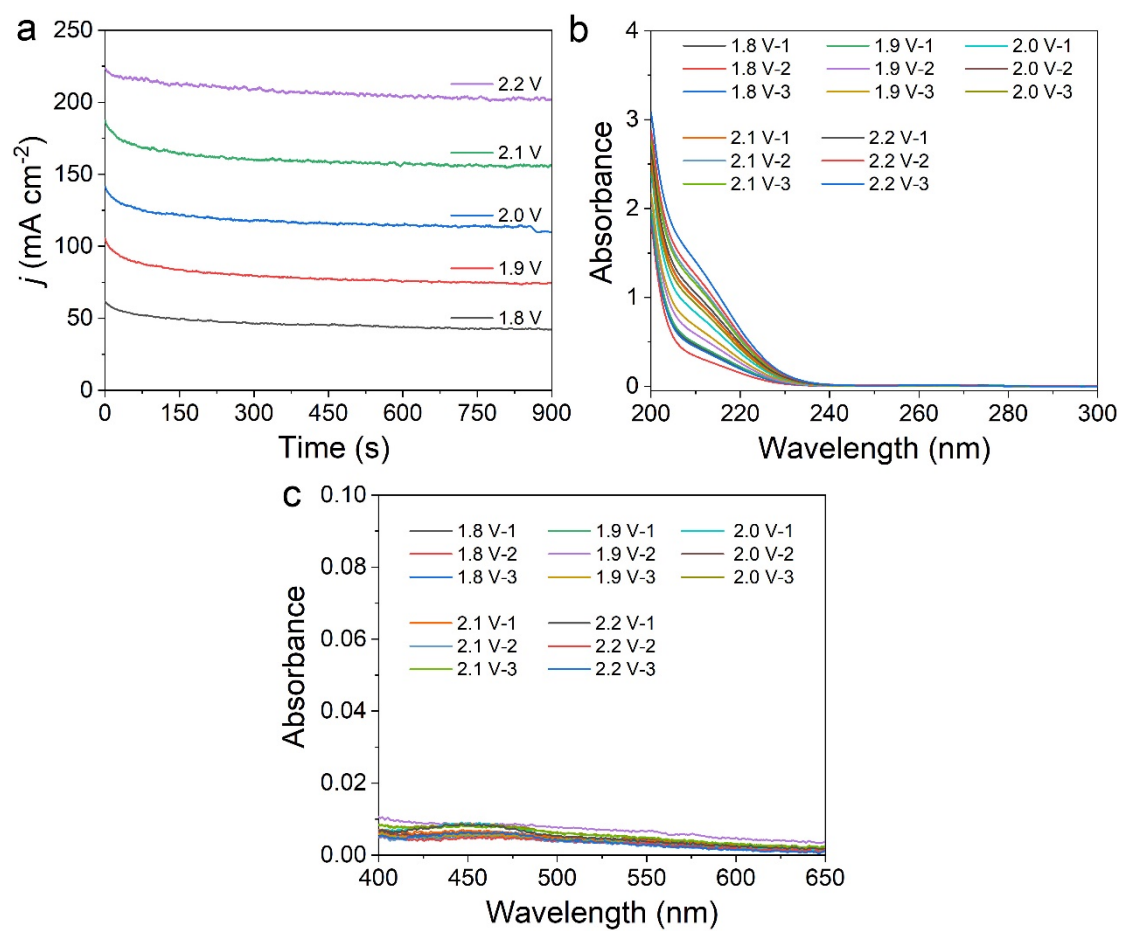 a
250
200
150
100
50
0
j (mA cm-2)
2.2 V
2.1 V
2.0 V
1.9 V
1.8 V
0 150 300 450 600 750 900
Time (s)
b
4
3
2
1
0
Absorbance
1.8 V-1 1.9 V-1 2.0 V-1
1.8 V-2 1.9 V-2 2.0 V-2
1.8 V-3 1.9 V-3 2.0 V-3
2.1 V-1 2.2 V-1
2.1 V-2 2.2 V-2
2.1 V-3 2.2 V-3
200 220 240 260 280 300
Wavelength (nm)
c
0.10
0.08
0.06
0.04
0.02
0.00
Absorbance
1.8 V-1 1.9 V-1 2.0 V-1
1.8 V-2 1.9 V-2 2.0 V-2
1.8 V-3 1.9 V-3 2.0 V-3
2.1 V-1 2.2 V-1
2.1 V-2 2.2 V-2
2.1 V-3 2.2 V-3
400 450 500 550 600 650
Wavelength (nm)